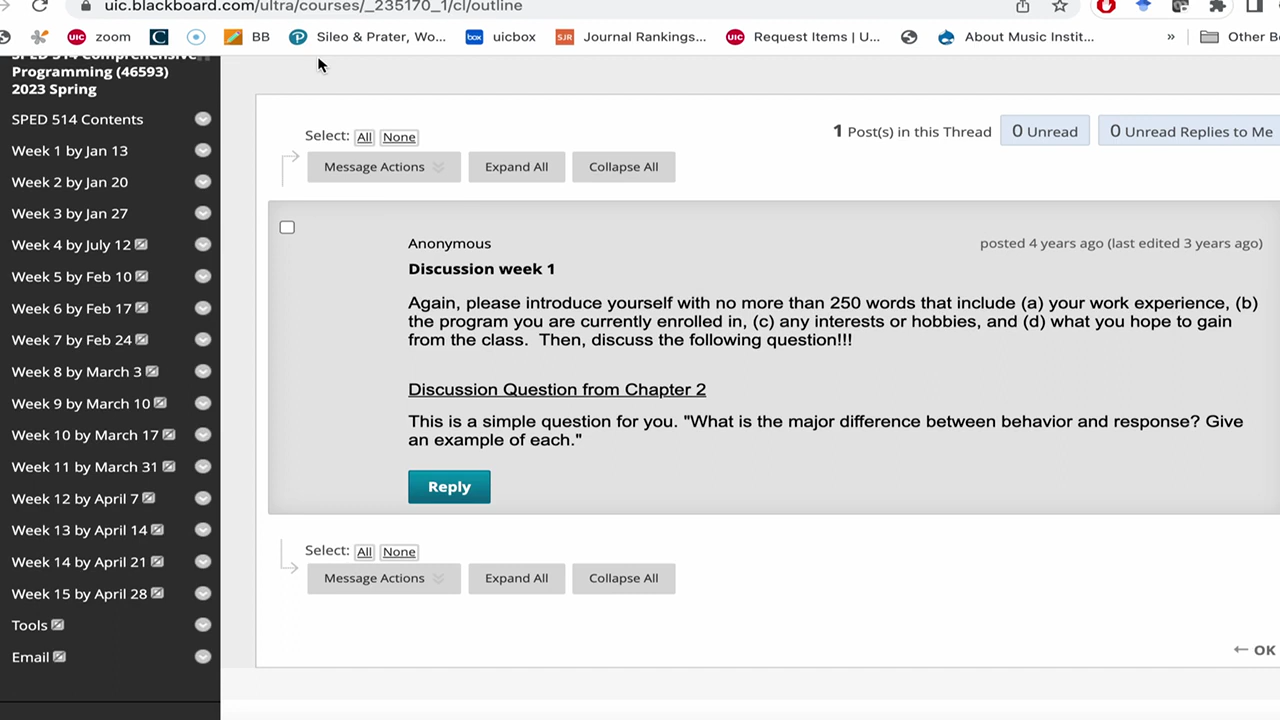 uic.blackboard.com/ultra/courses/_235170_1/cl/outline
UIC zoom C BB Sileo & Prater, Wo... box uicbox SJR Journal Rankings... UIC Request Items | U... About Music Instit... » Other B
SPED 514 Comprehensive
Programming (46593)
2023 Spring
SPED 514 Contents
Week 1 by Jan 13
Week 2 by Jan 20
Week 3 by Jan 27
Week 4 by July 12
Week 5 by Feb 10
Week 6 by Feb 17
Week 7 by Feb 24
Week 8 by March 3
Week 9 by March 10
Week 10 by March 17
Week 11 by March 31
Week 12 by April 7
Week 13 by April 14
Week 14 by April 21
Week 15 by April 28
Tools
Email
Select: All None
1 Post(s) in this Thread 0 Unread 0 Unread Replies to Me
Message Actions Expand All Collapse All
Anonymous posted 4 years ago (last edited 3 years ago)
Discussion week 1
Again, please introduce yourself with no more than 250 words that include (a) your work experience, (b)
the program you are currently enrolled in, (c) any interests or hobbies, and (d) what you hope to gain
from the class. Then, discuss the following question!!!
Discussion Question from Chapter 2
This is a simple question for you. "What is the major difference between behavior and response? Give
an example of each."
Reply
Select: All None
Message Actions Expand All Collapse All
← OK